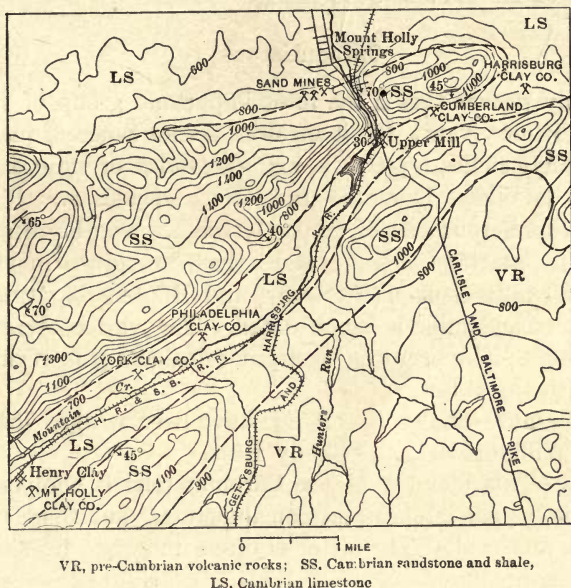 LS
Mount Holly
Springs
LS
600
SAND MINES
800
1000
HARRISBURG
CLAY CO.
800
1000
70
SS
45°
1000
CUMBERLAND
CLAY CO.
30
Upper Mill
1200
1400
1400
1200
1000
800
SS
65°
SS
40
SS
1000
800
VR
800
CARLISLE AND BALTIMORE PIKE
LS
H. R. R.
70°
PHILADELPHIA
CLAY CO.
HARRISBURG
AND
GETTYSBURG
1300
1100
YORK CLAY CO.
700
Mountain Cr.
H. R. & S. B. R. R.
Hunters Run
LS
45°
SS
1100
900
VR
Henry Clay
MT. HOLLY
CLAY CO.
0 1 MILE
VR, pre-Cambrian volcanic rocks; SS, Cambrian sandstone and shale,
LS, Cambrian limestone